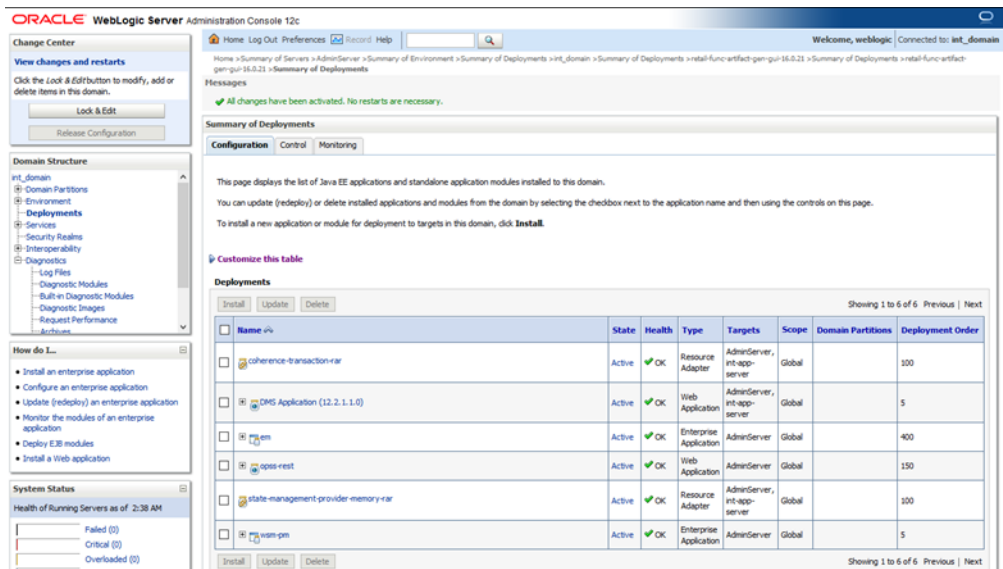 ORACLE WebLogic Server Administration Console 12c
Change Center
View changes and restarts
Click the Lock & Edit button to modify, add or
delete items in this domain.
Lock & Edit
Release Configuration
Domain Structure
int_domain
Domain Partitions
Environment
Deployments
Services
Security Realms
Interoperability
Diagnostics
Log Files
Diagnostic Modules
Built-in Diagnostic Modules
Diagnostic Images
Request Performance
Archives
How do I...
Install an enterprise application
Configure an enterprise application
Update (redeploy) an enterprise application
Monitor the modules of an enterprise
application
Deploy EJB modules
Install a Web application
System Status
Health of Running Servers as of 2:38 AM
Failed (0)
Critical (0)
Overloaded (0)
Home Log Out Preferences Record Help
Welcome, weblogic Connected to: int_domain
Home >Summary of Servers >AdminServer >Summary of Environment >Summary of Deployments >int_domain >Summary of Deployments >retail-func-artifact-gen-gui-16.0.21 >Summary of Deployments >retail-func-artifact-
gen-gui-16.0.21 >Summary of Deployments
Messages
All changes have been activated. No restarts are necessary.
Summary of Deployments
Configuration Control Monitoring
This page displays the list of Java EE applications and standalone application modules installed to this domain.
You can update (redeploy) or delete installed applications and modules from the domain by selecting the checkbox next to the application name and then using the controls on this page.
To install a new application or module for deployment to targets in this domain, click Install.
Customize this table
Deployments
Install Update Delete Showing 1 to 6 of 6 Previous | Next
Name State Health Type Targets Scope Domain Partitions Deployment Order
coherence-transaction-rar Active OK Resource Adapter AdminServer, int-app-server Global 100
DMS Application (12.2.1.1.0) Active OK Web Application AdminServer, int-app-server Global 5
em Active OK Enterprise Application AdminServer Global 400
opss-rest Active OK Web Application AdminServer Global 150
state-management-provider-memory-rar Active OK Resource Adapter AdminServer, int-app-server Global 100
wsm-pm Active OK Enterprise Application AdminServer Global 5
Install Update Delete Showing 1 to 6 of 6 Previous | Next